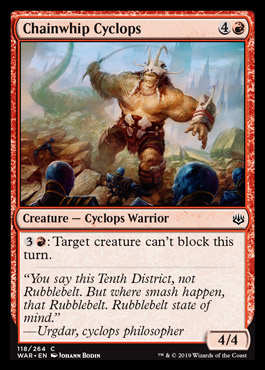 Chainwhip Cyclops 4
Creature — Cyclops Warrior
3 : Target creature can't block this
turn.
“You say this Tenth District, not
Rubblebelt. But where smash happen,
that Rubblebelt. Rubblebelt state of
mind.”
—Urgdar, cyclops philosopher
4/4
118/264 C
WAR • EN Johann Bodin
™ & © 2019 Wizards of the Coast